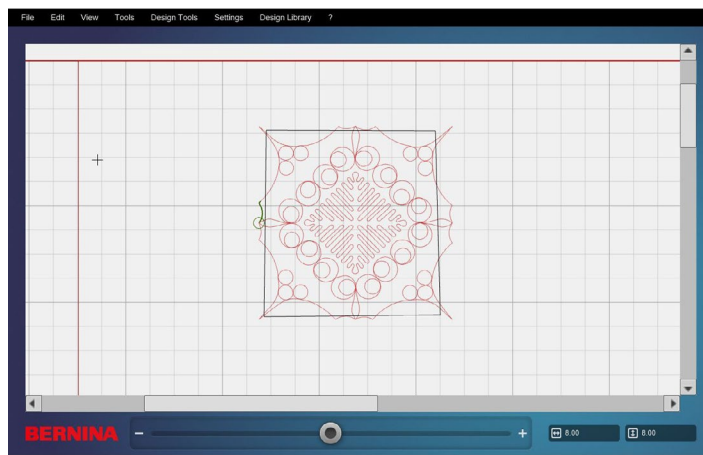 File Edit View Tools Design Tools Settings Design Library ?
BERNINA − + 8.00 8.00